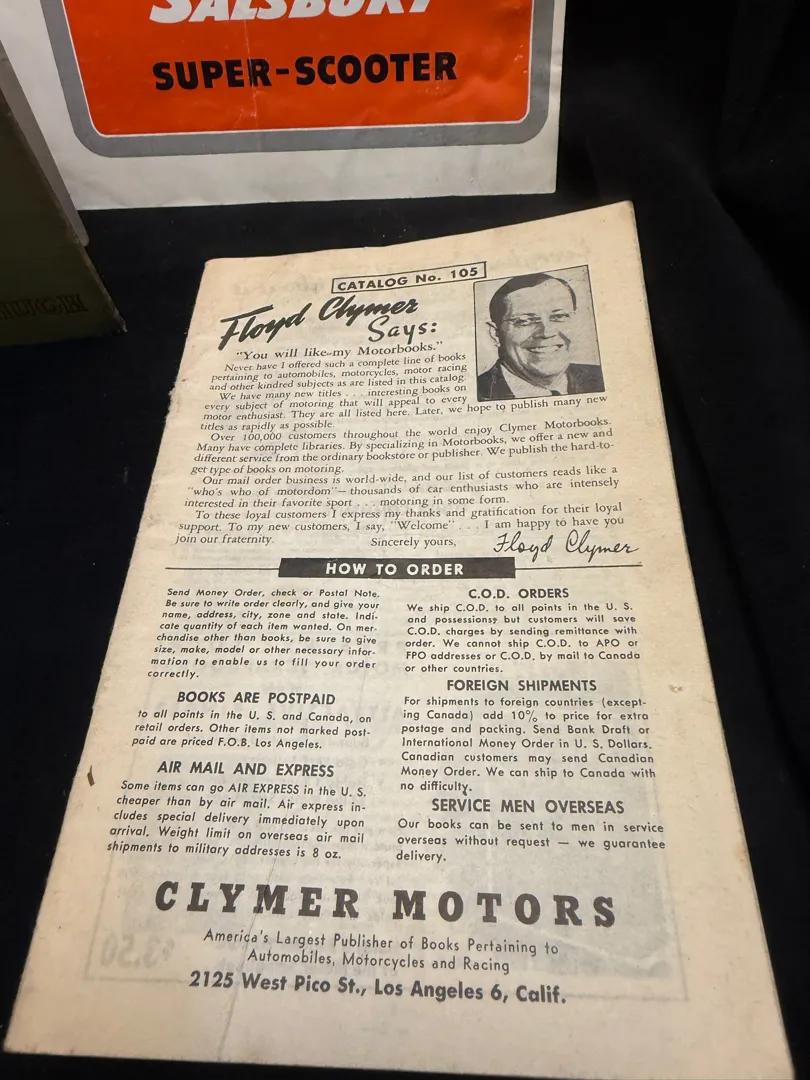 SALSBURY
SUPER-SCOOTER
CATALOG No. 105
Floyd Clymer
Says:
"You will like my Motorbooks."
Never have I offered such a complete line of books
pertaining to automobiles, motorcycles, motor racing
and other kindred subjects as are listed in this catalog.
We have many new titles . . . interesting books on
every subject of motoring that will appeal to every
motor enthusiast. They are all listed here. Later, we hope to publish many new
titles as rapidly as possible.
Over 100,000 customers throughout the world enjoy Clymer Motorbooks.
Many have complete libraries. By specializing in Motorbooks, we offer a new and
different service from the ordinary bookstore or publisher. We publish the hard-to-
get type of books on motoring.
Our mail order business is world-wide, and our list of customers reads like a
"who's who of motordom"—thousands of car enthusiasts who are intensely
interested in their favorite sport . . . motoring in some form.
To these loyal customers I express my thanks and gratification for their loyal
support. To my new customers, I say, "Welcome" . . . I am happy to have you
join our fraternity.
Sincerely yours,
Floyd Clymer
HOW TO ORDER
Send Money Order, check or Postal Note.
Be sure to write order clearly, and give your
name, address, city, zone and state. Indi-
cate quantity of each item wanted. On mer-
chandise other than books, be sure to give
size, make, model or other necessary infor-
mation to enable us to fill your order
correctly.
BOOKS ARE POSTPAID
to all points in the U. S. and Canada, on
retail orders. Other items not marked post-
paid are priced F.O.B. Los Angeles.
AIR MAIL AND EXPRESS
Some items can go AIR EXPRESS in the U. S.
cheaper than by air mail. Air express in-
cludes special delivery immediately upon
arrival. Weight limit on overseas air mail
shipments to military addresses is 8 oz.
C.O.D. ORDERS
We ship C.O.D. to all points in the U. S.
and possessions, but customers will save
C.O.D. charges by sending remittance with
order. We cannot ship C.O.D. to APO or
FPO addresses or C.O.D. by mail to Canada
or other countries.
FOREIGN SHIPMENTS
For shipments to foreign countries (except-
ing Canada) add 10% to price for extra
postage and packing. Send Bank Draft or
International Money Order in U. S. Dollars.
Canadian customers may send Canadian
Money Order. We can ship to Canada with
no difficulty.
SERVICE MEN OVERSEAS
Our books can be sent to men in service
overseas without request — we guarantee
delivery.
CLYMER MOTORS
America's Largest Publisher of Books Pertaining to
Automobiles, Motorcycles and Racing
2125 West Pico St., Los Angeles 6, Calif.